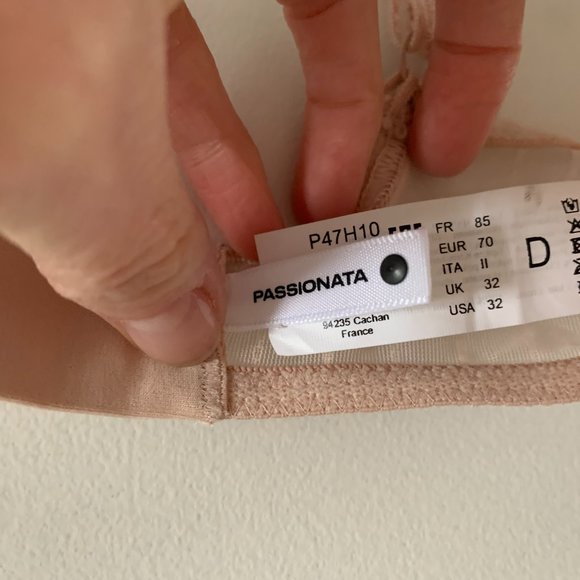 P47H10
PASSIONATA
94235 Cachan
France
FR 85
EUR 70
ITA II
UK 32
USA 32
D